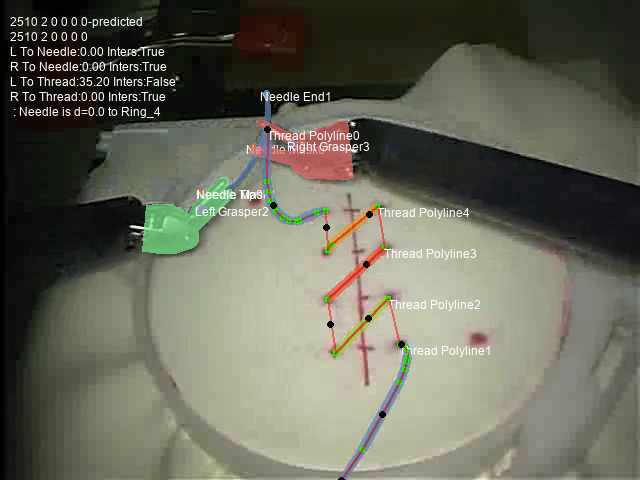 2510 2 0 0 0 0-predicted
2510 2 0 0 0 0
L To Needle:0.00 Inters:True
R To Needle:0.00 Inters:True
L To Thread:35.20 Inters:False
R To Thread:0.00 Inters:True
: Needle is d=0.0 to Ring_4
Needle End1
Thread Polyline0
Right Grasper3
Left Grasper2
Thread Polyline4
Thread Polyline3
Thread Polyline2
Thread Polyline1